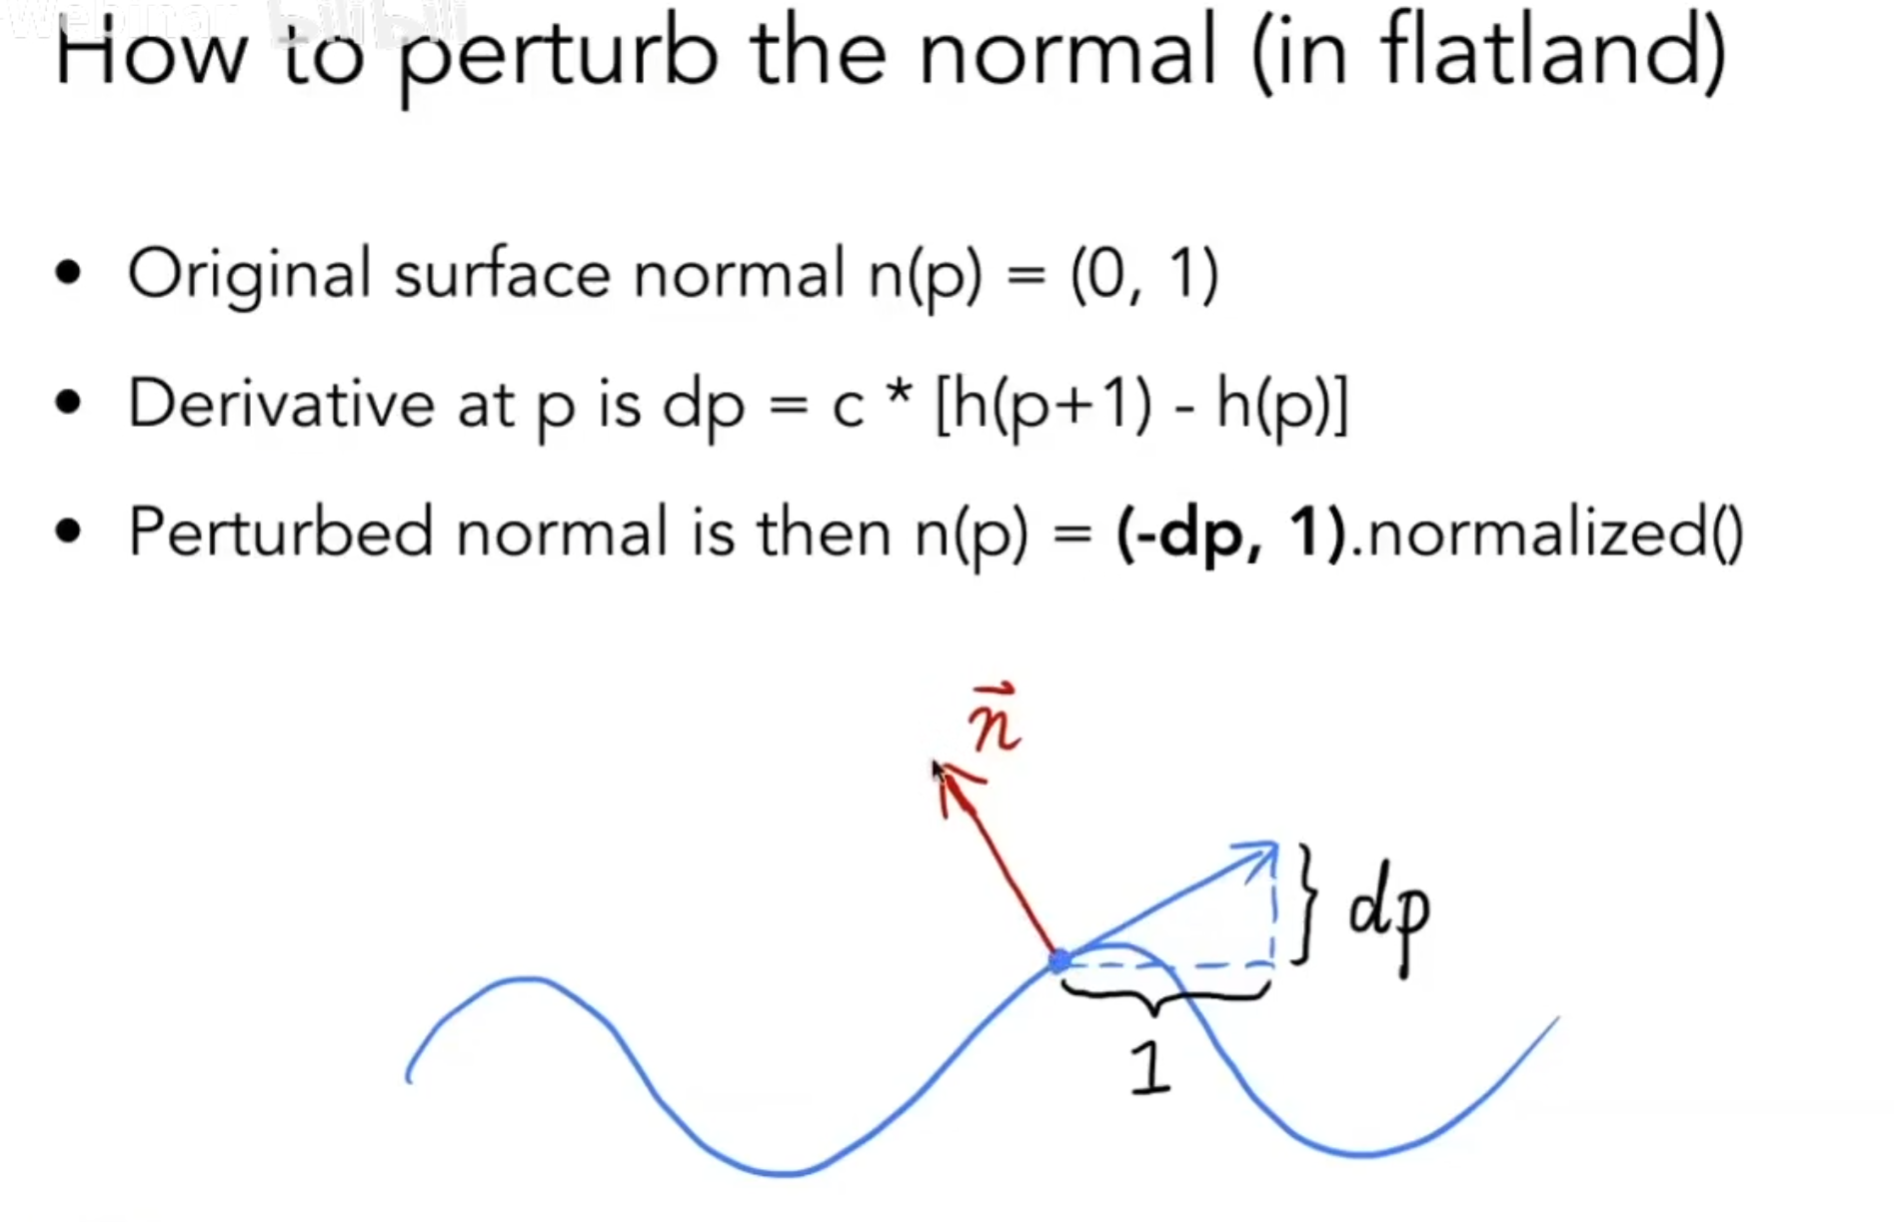 Webinar bilibili
How to perturb the normal (in flatland)
• Original surface normal n(p) = (0, 1)
• Derivative at p is dp = c * [h(p+1) - h(p)]
• Perturbed normal is then n(p) = (-dp, 1).normalized()
n
dp
1